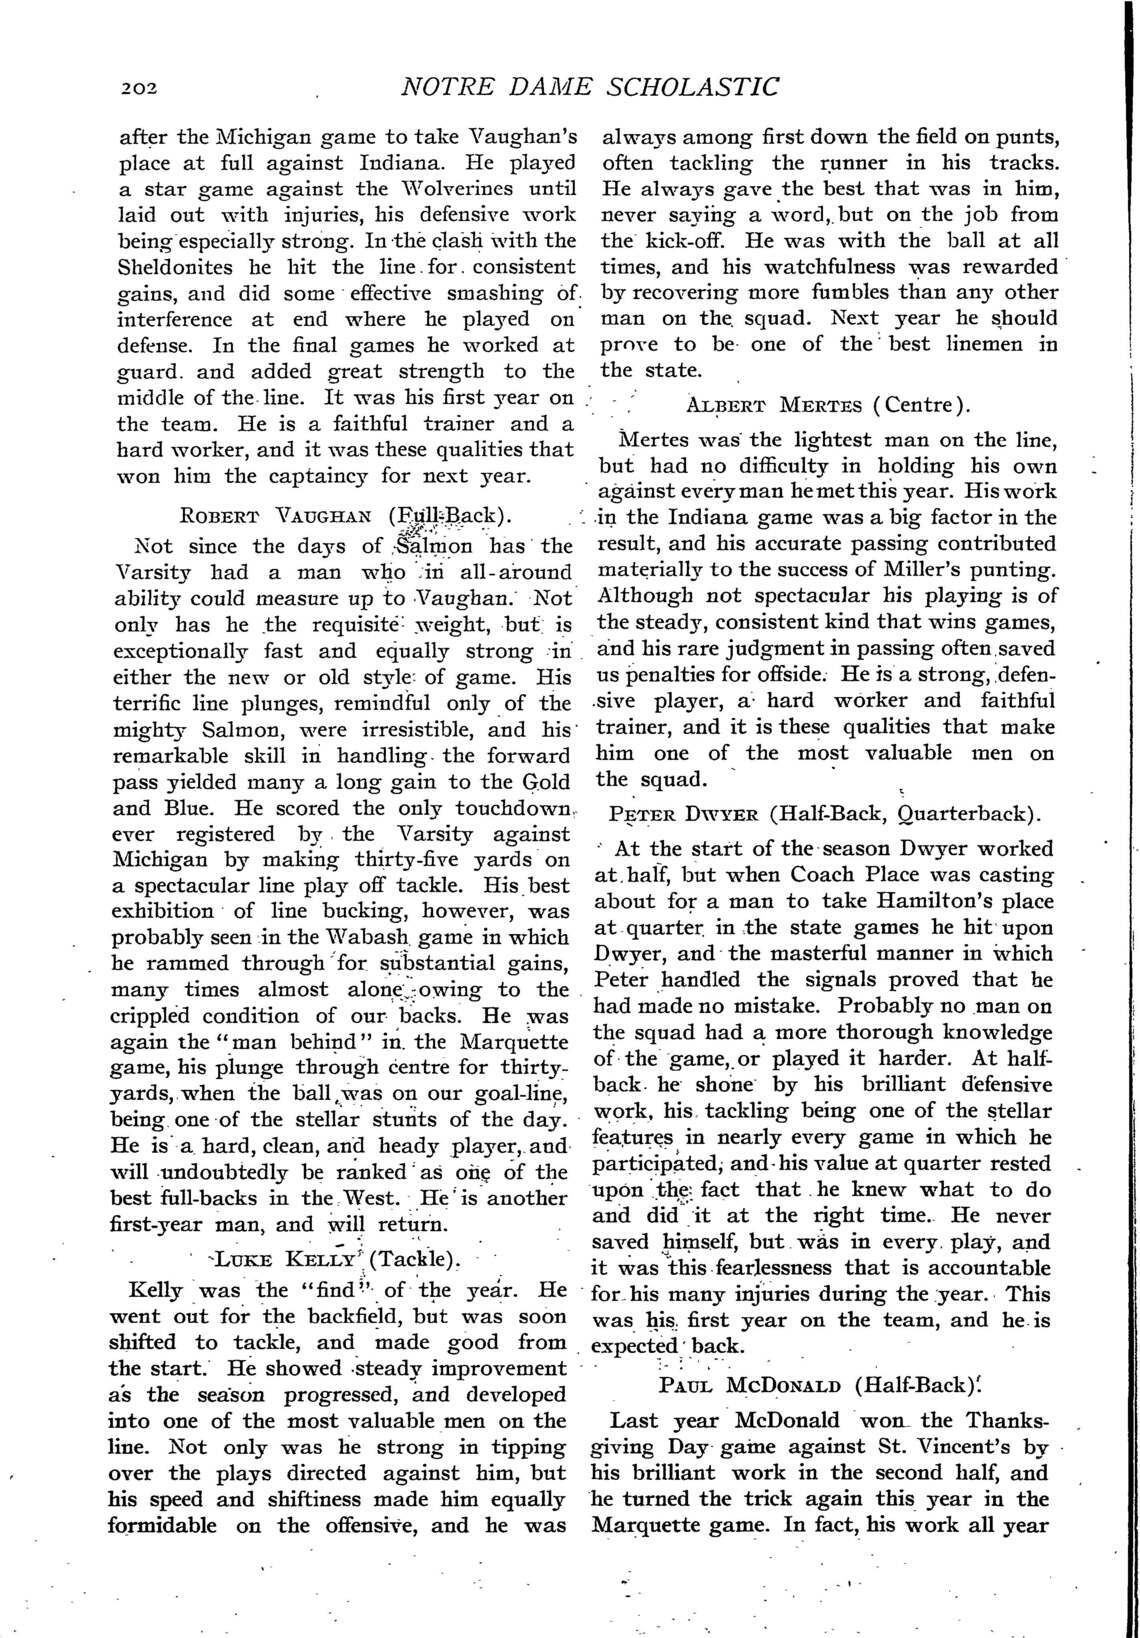 202
NOTRE DAME SCHOLASTIC
after the Michigan game to take Vaughan's
place at full against Indiana. He played
a star game against the Wolverines until
laid out with injuries, his defensive work
being especially strong. In the clash with the
Sheldonites he hit the line for consistent
gains, and did some effective smashing of
interference at end where he played on
defense. In the final games he worked at
guard. and added great strength to the
middle of the line. It was his first year on
the team. He is a faithful trainer and a
hard worker, and it was these qualities that
won him the captaincy for next year.
ROBERT VAUGHAN (Full-Back).
Not since the days of Salmon has the
Varsity had a man who in all-around
ability could measure up to Vaughan. Not
only has he the requisite weight, but is
exceptionally fast and equally strong in
either the new or old style of game. His
terrific line plunges, remindful only of the
mighty Salmon, were irresistible, and his
remarkable skill in handling the forward
pass yielded many a long gain to the Gold
and Blue. He scored the only touchdown
ever registered by the Varsity against
Michigan by making thirty-five yards on
a spectacular line play off tackle. His best
exhibition of line bucking, however, was
probably seen in the Wabash game in which
he rammed through for substantial gains,
many times almost alone, owing to the
crippled condition of our backs. He was
again the "man behind" in the Marquette
game, his plunge through centre for thirty-
yards, when the ball was on our goal-line,
being one of the stellar stunts of the day.
He is a hard, clean, and heady player, and
will undoubtedly be ranked as one of the
best full-backs in the West. He is another
first-year man, and will return.
LUKE KELLY (Tackle).
Kelly was the "find" of the year. He
went out for the backfield, but was soon
shifted to tackle, and made good from
the start. He showed steady improvement
as the season progressed, and developed
into one of the most valuable men on the
line. Not only was he strong in tipping
over the plays directed against him, but
his speed and shiftiness made him equally
formidable on the offensive, and he was
always among first down the field on punts,
often tackling the runner in his tracks.
He always gave the best that was in him,
never saying a word, but on the job from
the kick-off. He was with the ball at all
times, and his watchfulness was rewarded
by recovering more fumbles than any other
man on the squad. Next year he should
prove to be one of the best linemen in
the state.
ALBERT MERTES (Centre).
Mertes was the lightest man on the line,
but had no difficulty in holding his own
against every man he met this year. His work
in the Indiana game was a big factor in the
result, and his accurate passing contributed
materially to the success of Miller's punting.
Although not spectacular his playing is of
the steady, consistent kind that wins games,
and his rare judgment in passing often saved
us penalties for offside. He is a strong, defen-
sive player, a hard worker and faithful
trainer, and it is these qualities that make
him one of the most valuable men on
the squad.
PETER DWYER (Half-Back, Quarterback).
At the start of the season Dwyer worked
at half, but when Coach Place was casting
about for a man to take Hamilton's place
at quarter in the state games he hit upon
Dwyer, and the masterful manner in which
Peter handled the signals proved that he
had made no mistake. Probably no man on
the squad had a more thorough knowledge
of the game, or played it harder. At half-
back he shone by his brilliant defensive
work, his tackling being one of the stellar
features in nearly every game in which he
participated, and his value at quarter rested
upon the fact that he knew what to do
and did it at the right time. He never
saved himself, but was in every play, and
it was this fearlessness that is accountable
for his many injuries during the year. This
was his first year on the team, and he is
expected back.
PAUL MCDONALD (Half-Back).
Last year McDonald won the Thanks-
giving Day game against St. Vincent's by
his brilliant work in the second half, and
he turned the trick again this year in the
Marquette game. In fact, his work all year